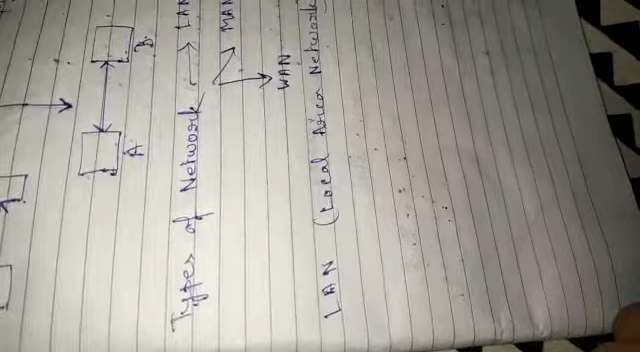 A B
Types of Network → LAN
MAN
WAN
LAN (Local Area Network